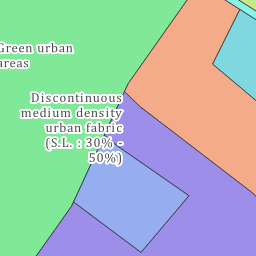 Green urban
areas
Discontinuous
medium density
urban fabric
(S.L. : 30% -
50%)